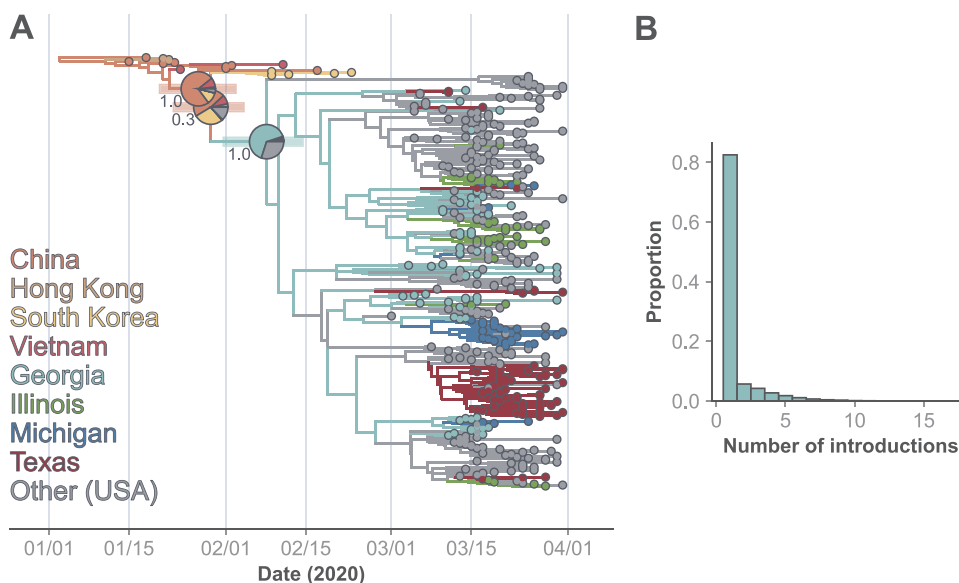 A
1.0
0.3
1.0
China
Hong Kong
South Korea
Vietnam
Georgia
Illinois
Michigan
Texas
Other (USA)
01/01 01/15 02/01 02/15 03/01 03/15 04/01
Date (2020)
B
Proportion
0.8
0.6
0.4
0.2
0.0
0 5 10 15
Number of introductions